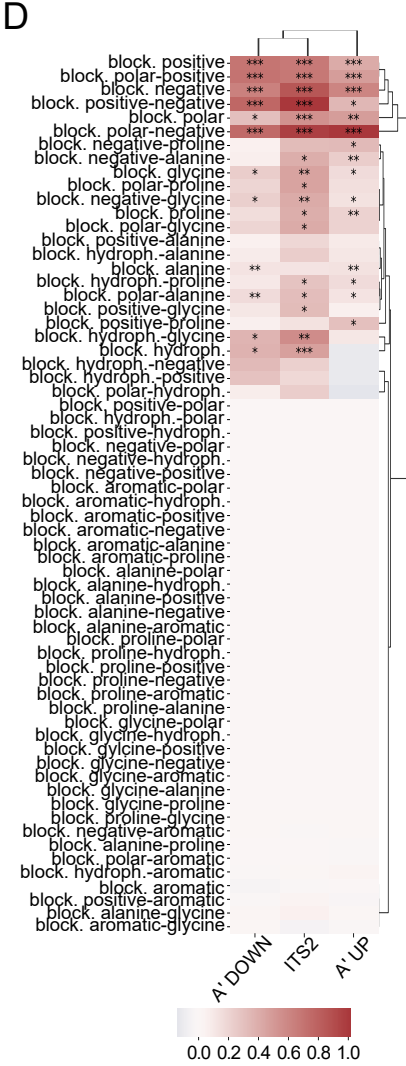 D
block. positive *** *** ***
block. polar-positive *** *** ***
block. negative *** *** ***
block. positive-negative *** *** *
block. polar * *** **
block. polar-negative *** *** ***
block. negative-proline *
block. negative-alanine * **
block. glycine * ** *
block. polar-proline *
block. negative-glycine * ** *
block. proline * **
block. polar-glycine *
block. positive-alanine
block. hydroph.-alanine
block. alanine ** **
block. hydroph.-proline * *
block. polar-alanine ** * *
block. positive-glycine *
block. positive-proline *
block. hydroph.-glycine * **
block. hydroph. * ***
block. hydroph.-negative
block. hydroph.-positive
block. polar-hydroph.
block. positive-polar
block. hydroph.-polar
block. positive-hydroph.
block. negative-polar
block. negative-hydroph.
block. negative-positive
block. aromatic-polar
block. aromatic-hydroph.
block. aromatic-positive
block. aromatic-negative
block. aromatic-alanine
block. aromatic-proline
block. alanine-polar
block. alanine-hydroph.
block. alanine-positive
block. alanine-negative
block. alanine-aromatic
block. proline-polar
block. proline-hydroph.
block. proline-positive
block. proline-negative
block. proline-aromatic
block. proline-alanine
block. glycine-polar
block. glycine-hydroph.
block. gylcine-positive
block. glycine-negative
block. glycine-aromatic
block. glycine-alanine
block. glycine-proline
block. proline-glycine
block. negative-aromatic
block. alanine-proline
block. polar-aromatic
block. hydroph.-aromatic
block. aromatic
block. positive-aromatic
block. alanine-glycine
block. aromatic-glycine
A' DOWN ITS2 A' UP
0.0 0.2 0.4 0.6 0.8 1.0